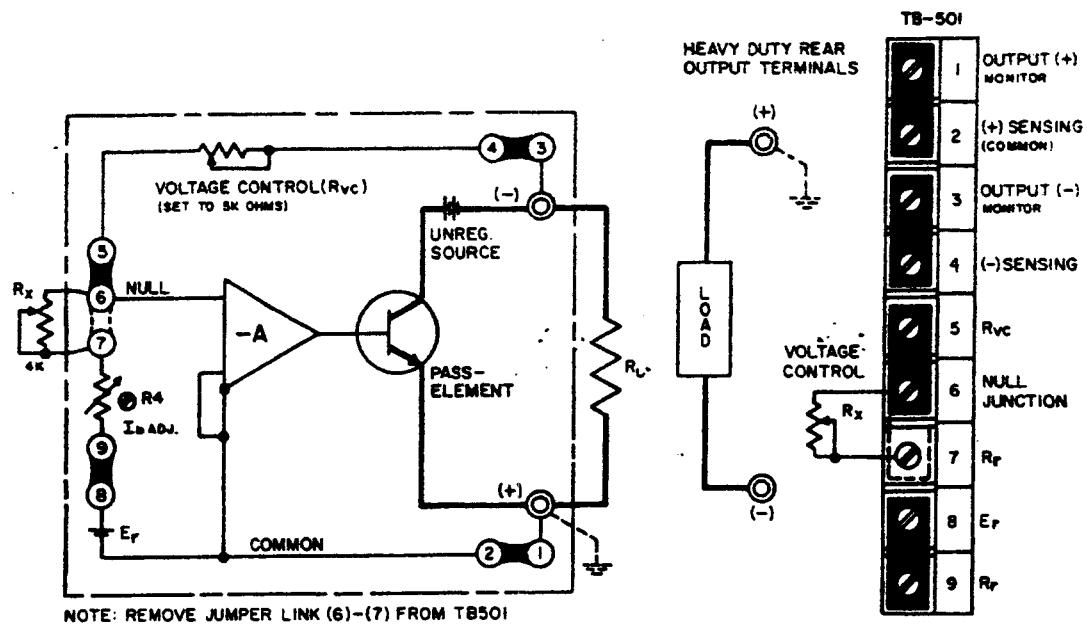 TB-501
HEAVY DUTY REAR
OUTPUT TERMINALS
1 OUTPUT (+)
MONITOR
2 (+) SENSING
(COMMON)
3 OUTPUT (-)
MONITOR
4 (-) SENSING
5 Rvc
6 NULL
JUNCTION
7 Rr
8 Er
9 Rr
(+)
LOAD
(-)
VOLTAGE
CONTROL
Rx
4 3
VOLTAGE CONTROL (Rvc)
(SET TO 5K OHMS)
(-)
UNREG.
SOURCE
5
Rx
6 NULL
7
4K
-A
PASS-
ELEMENT
RL
R4
Ib ADJ.
9
8
Er
(+)
COMMON
2 1
NOTE: REMOVE JUMPER LINK (6)-(7) FROM TB501